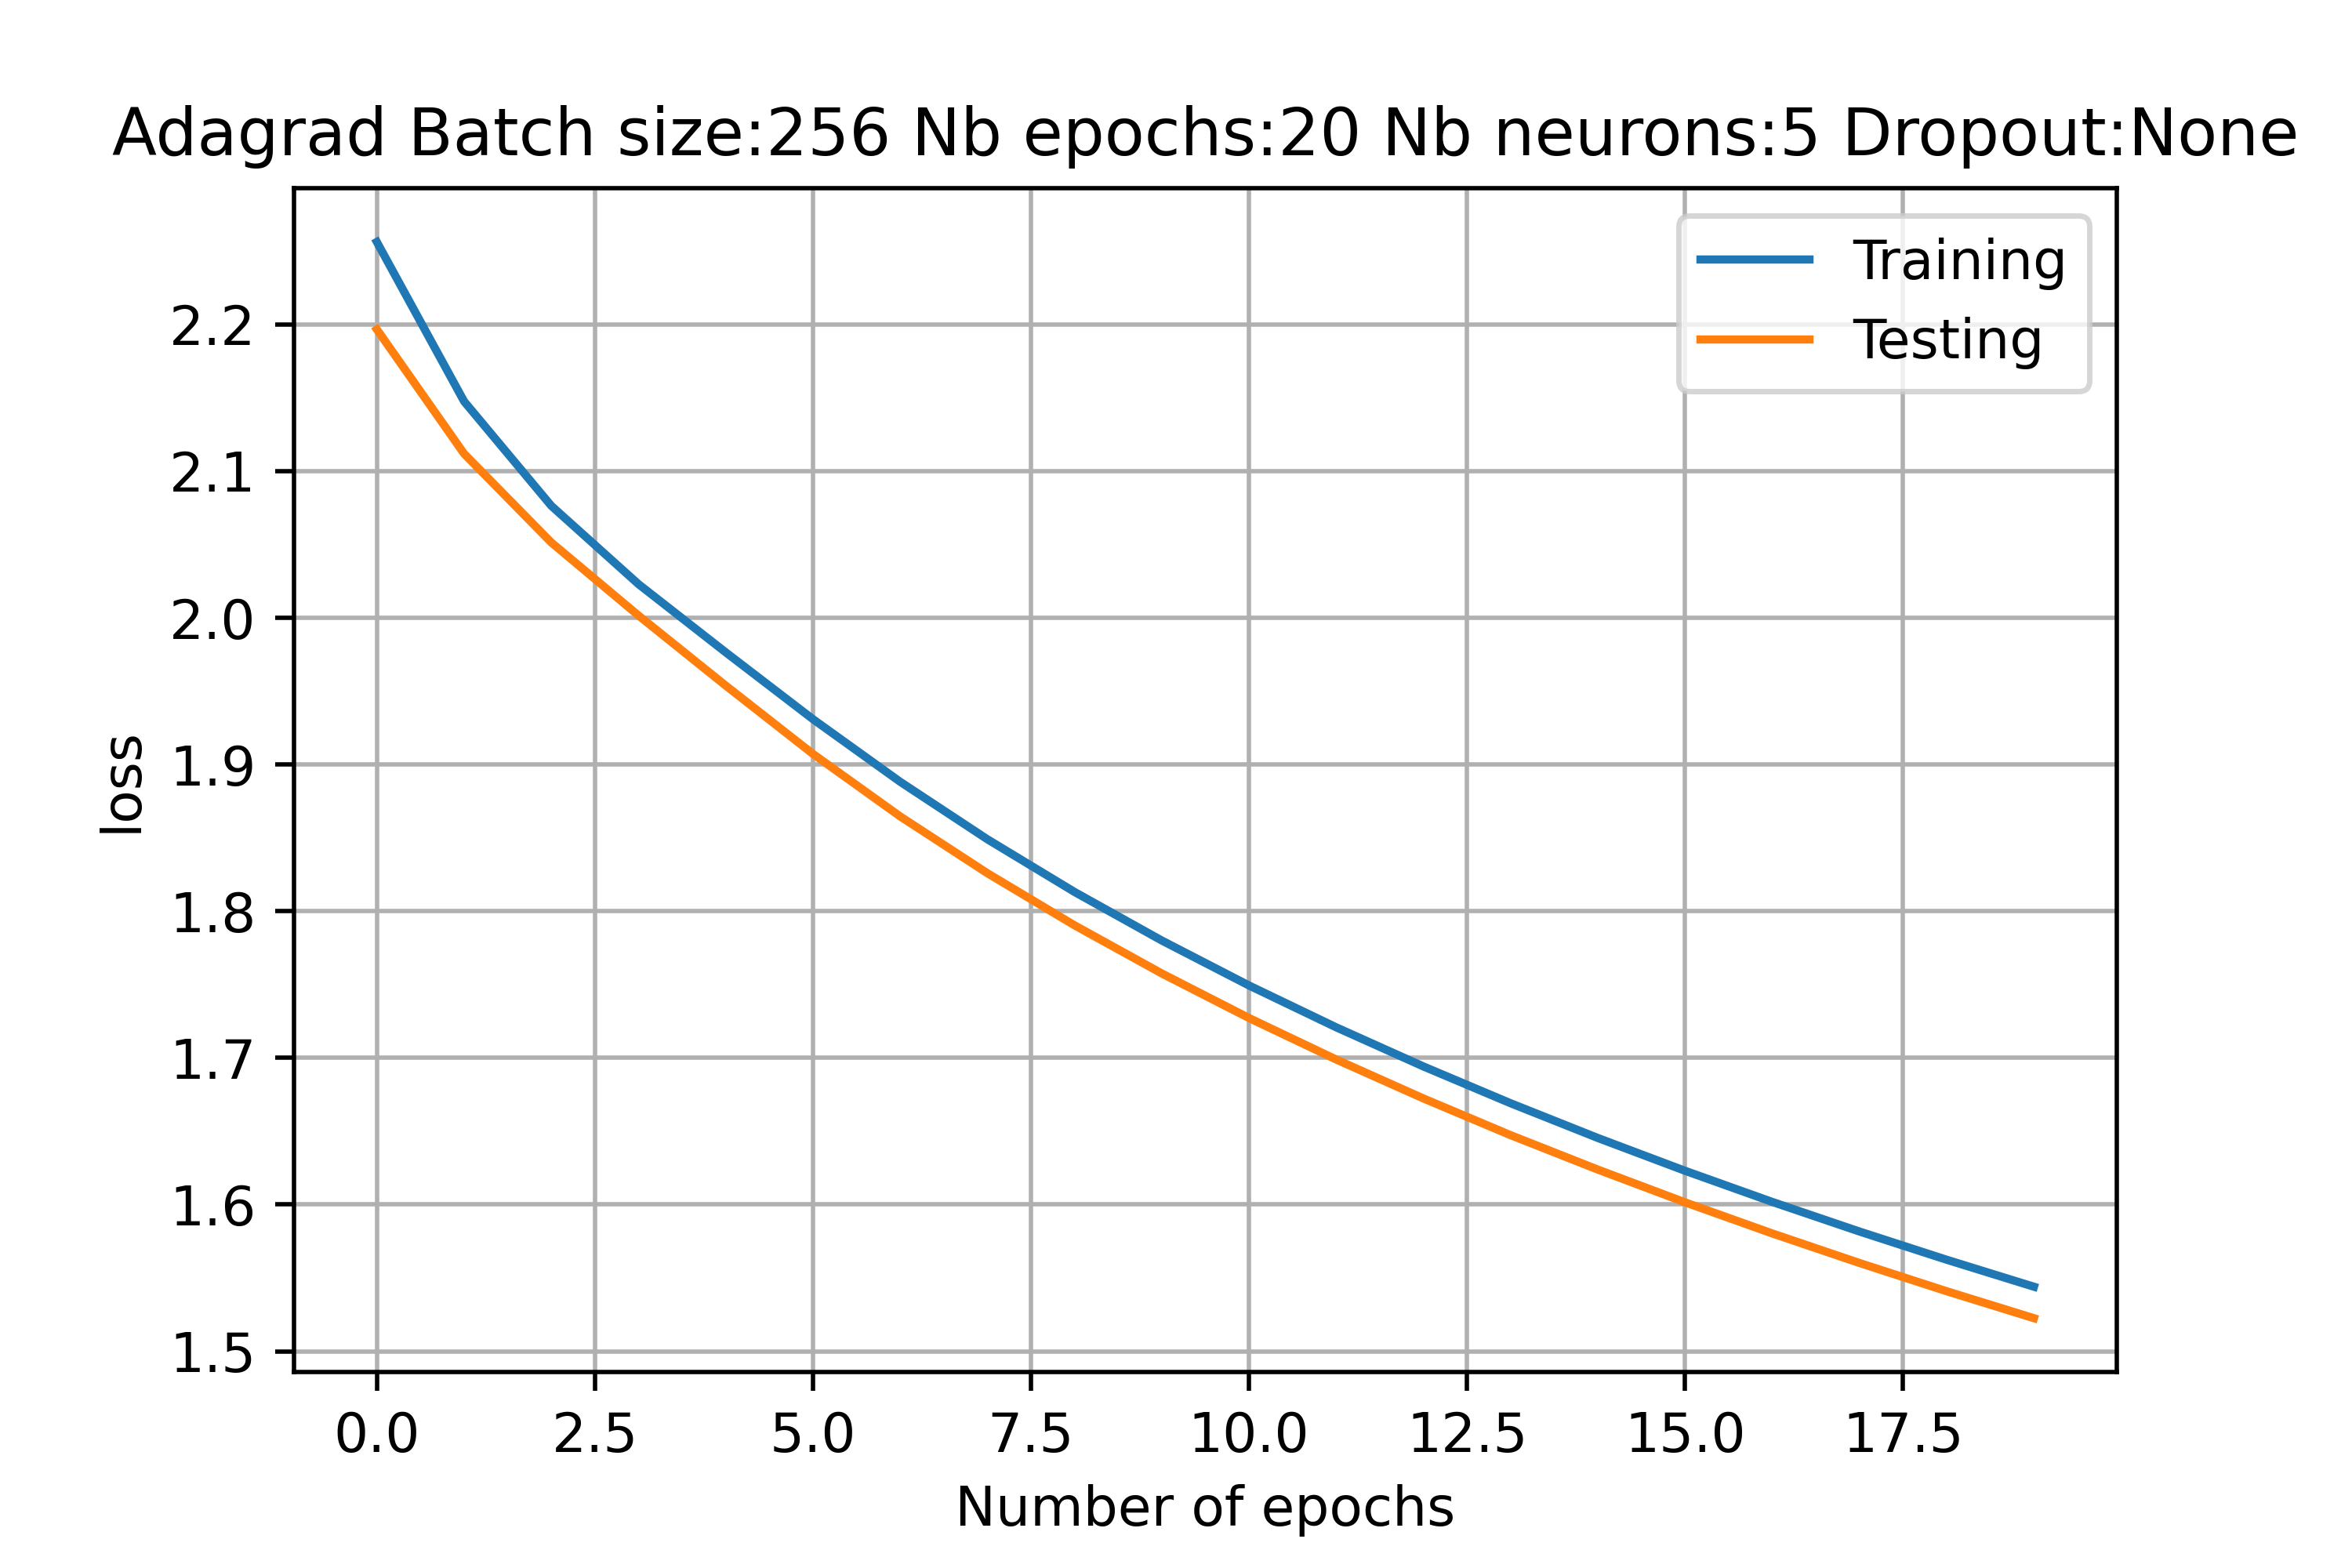 Adagrad Batch size:256 Nb epochs:20 Nb neurons:5 Dropout:None
Training
Testing
2.2
2.1
2.0
1.9
1.8
1.7
1.6
1.5
loss
0.0 2.5 5.0 7.5 10.0 12.5 15.0 17.5
Number of epochs